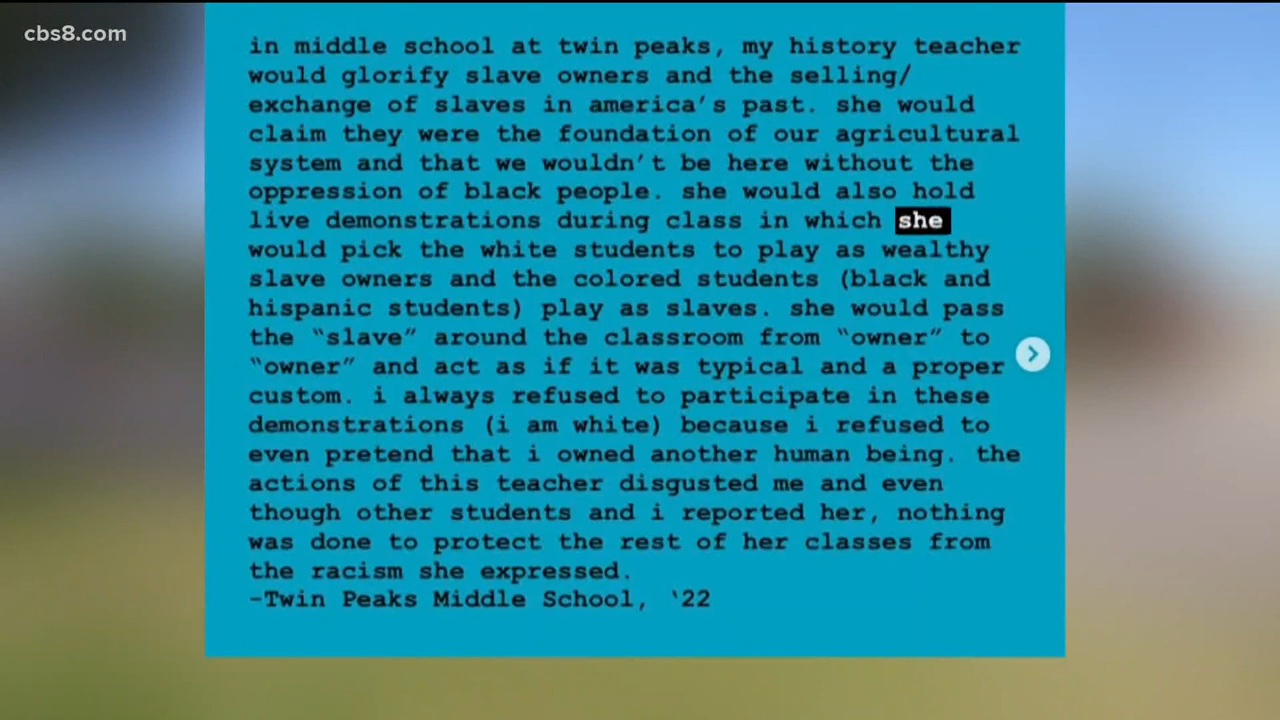 cbs8.com
in middle school at twin peaks, my history teacher
would glorify slave owners and the selling/
exchange of slaves in america's past. she would
claim they were the foundation of our agricultural
system and that we wouldn't be here without the
oppression of black people. she would also hold
live demonstrations during class in which she
would pick the white students to play as wealthy
slave owners and the colored students (black and
hispanic students) play as slaves. she would pass
the “slave” around the classroom from “owner” to
“owner” and act as if it was typical and a proper
custom. i always refused to participate in these
demonstrations (i am white) because i refused to
even pretend that i owned another human being. the
actions of this teacher disgusted me and even
though other students and i reported her, nothing
was done to protect the rest of her classes from
the racism she expressed.
-Twin Peaks Middle School, ‘22